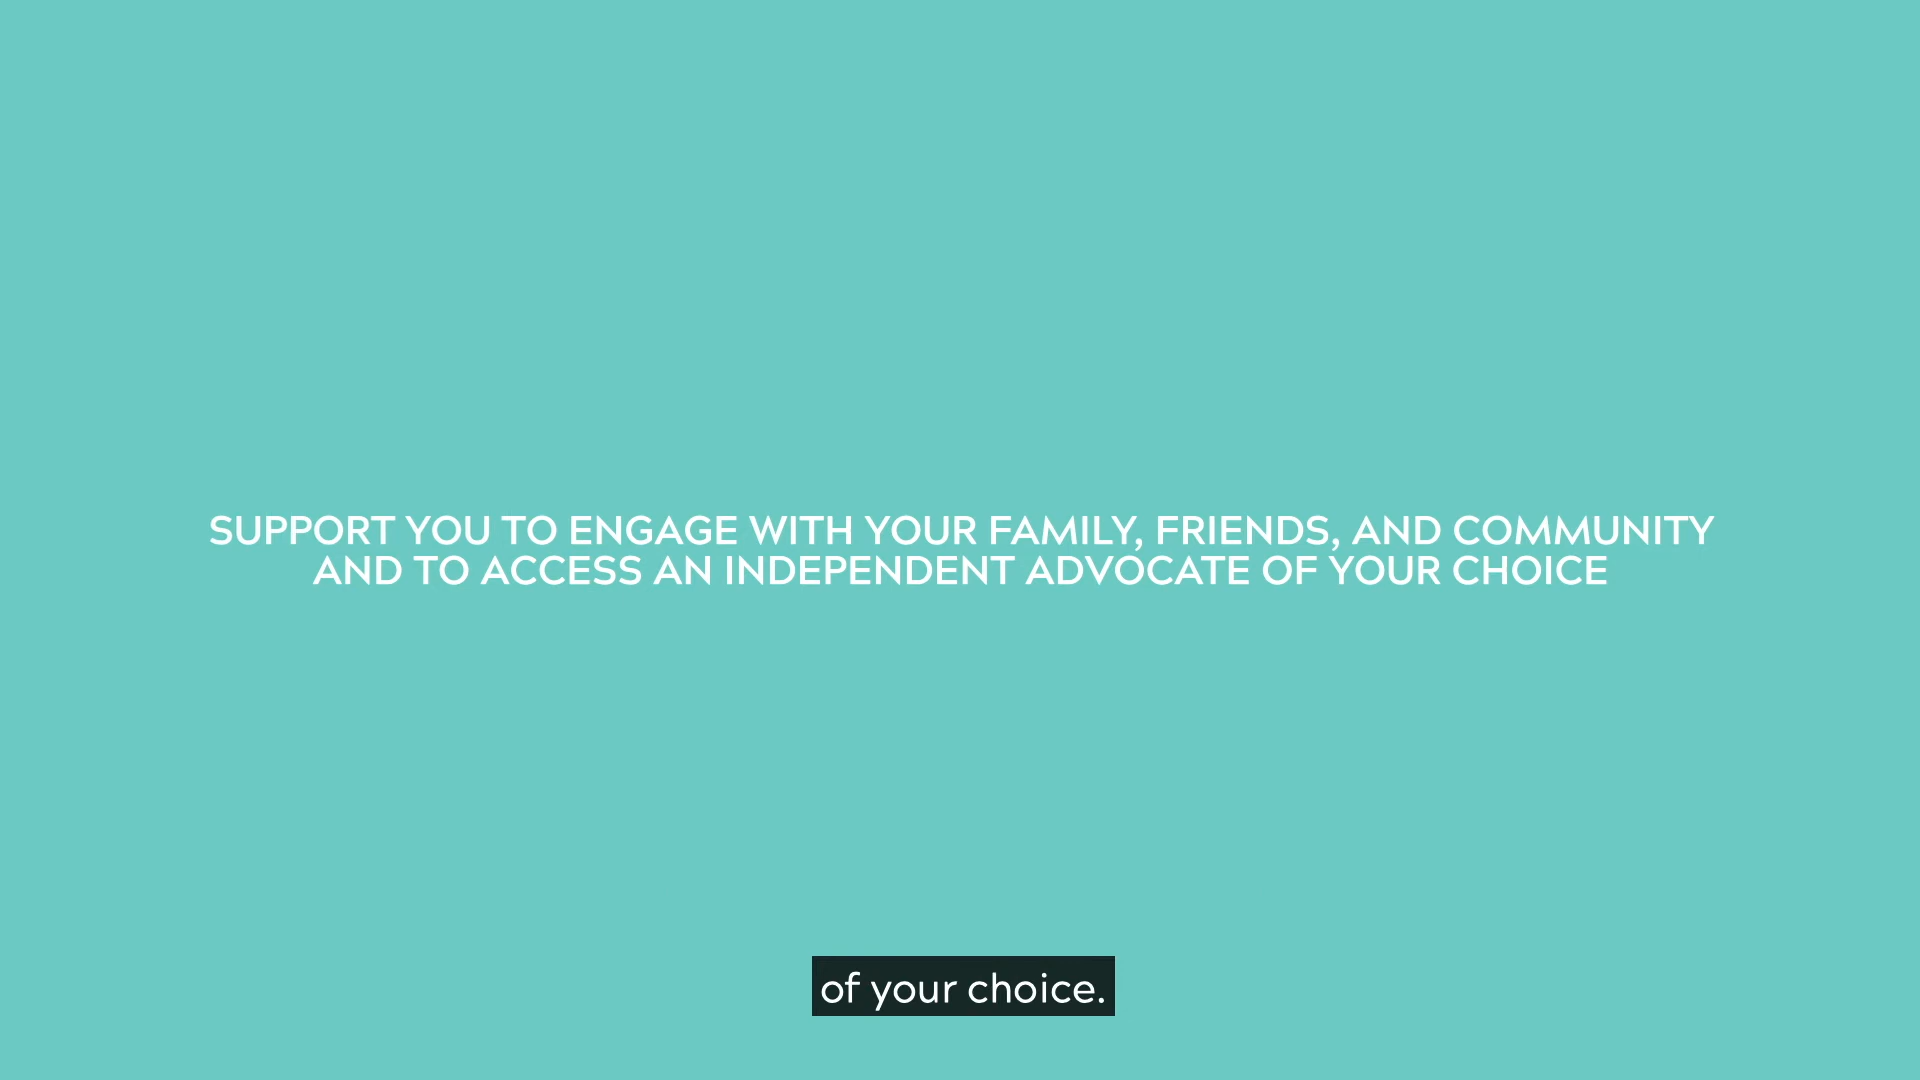 SUPPORT YOU TO ENGAGE WITH YOUR FAMILY, FRIENDS, AND COMMUNITY
AND TO ACCESS AN INDEPENDENT ADVOCATE OF YOUR CHOICE
of your choice.